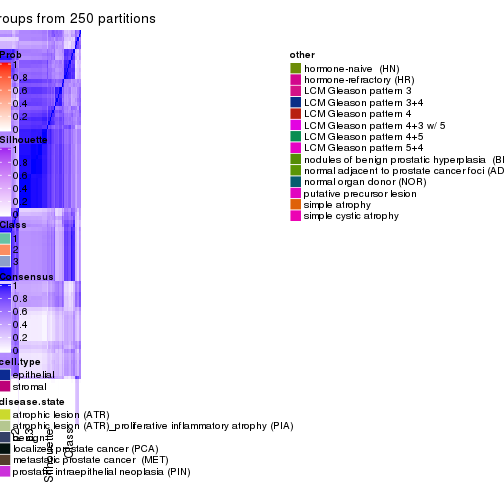 roups from 250 partitions
Prob
1
0.8
0.6
0.4
0.2
0
Silhouette
1
0.8
0.6
0.4
0.2
0
Class
1
2
3
Consensus
1
0.8
0.6
0.4
0.2
0
cell.type
epithelial
stromal
disease.state
atrophic lesion (ATR)
atrophic lesion (ATR)_proliferative inflammatory atrophy (PIA)
benign
localized prostate cancer (PCA)
metastatic prostate cancer (MET)
prostatic intraepithelial neoplasia (PIN)
Silhouette
Class
other
hormone-naive (HN)
hormone-refractory (HR)
LCM Gleason pattern 3
LCM Gleason pattern 3+4
LCM Gleason pattern 4
LCM Gleason pattern 4+3 w/ 5
LCM Gleason pattern 4+5
LCM Gleason pattern 5+4
nodules of benign prostatic hyperplasia (B
normal adjacent to prostate cancer foci (AD
normal organ donor (NOR)
putative precursor lesion
simple atrophy
simple cystic atrophy